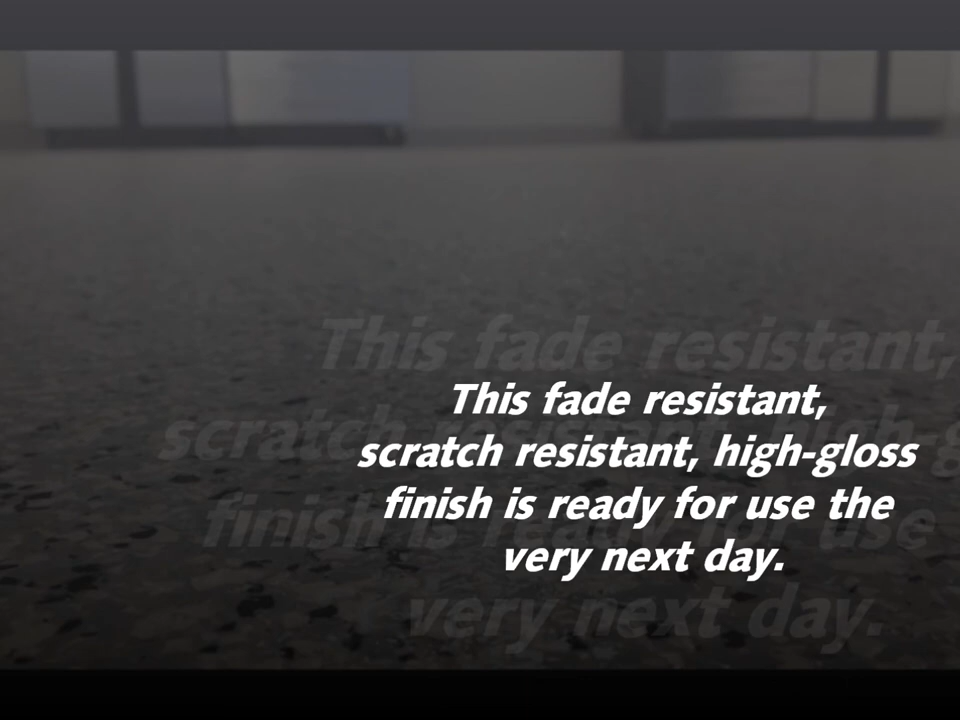 This fade resistant,
scratch resistant, high-gloss
finish is ready for use the
very next day.